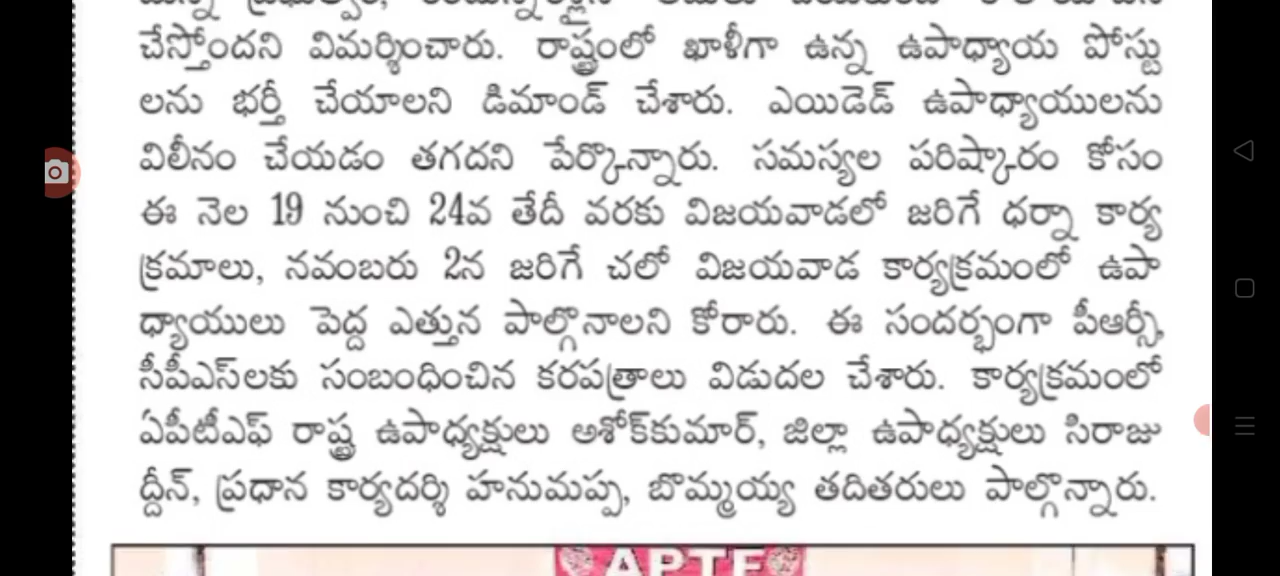 చేస్తోందని విమర్శించారు. రాష్ట్రంలో ఖాళీగా ఉన్న ఉపాధ్యాయ పోస్టు
లను భర్తీ చేయాలని డిమాండ్ చేశారు. ఎయిడెడ్ ఉపాధ్యాయులను
విలీనం చేయడం తగదని పేర్కొన్నారు. సమస్యల పరిష్కారం కోసం
ఈ నెల 19 నుంచి 24వ తేదీ వరకు విజయవాడలో జరిగే ధర్నా కార్య
క్రమాలు, నవంబరు 2న జరిగే చలో విజయవాడ కార్యక్రమంలో ఉపా
ధ్యాయులు పెద్ద ఎత్తున పాల్గొనాలని కోరారు. ఈ సందర్భంగా పీఆర్సీ,
సీపీఎస్‌లకు సంబంధించిన కరపత్రాలు విడుదల చేశారు. కార్యక్రమంలో
ఏపీటీఎఫ్ రాష్ట్ర ఉపాధ్యక్షులు అశోక్‌కుమార్, జిల్లా ఉపాధ్యక్షులు సిరాజు
ద్దీన్, ప్రధాన కార్యదర్శి హనుమప్ప, బొమ్మయ్య తదితరులు పాల్గొన్నారు.
APTF